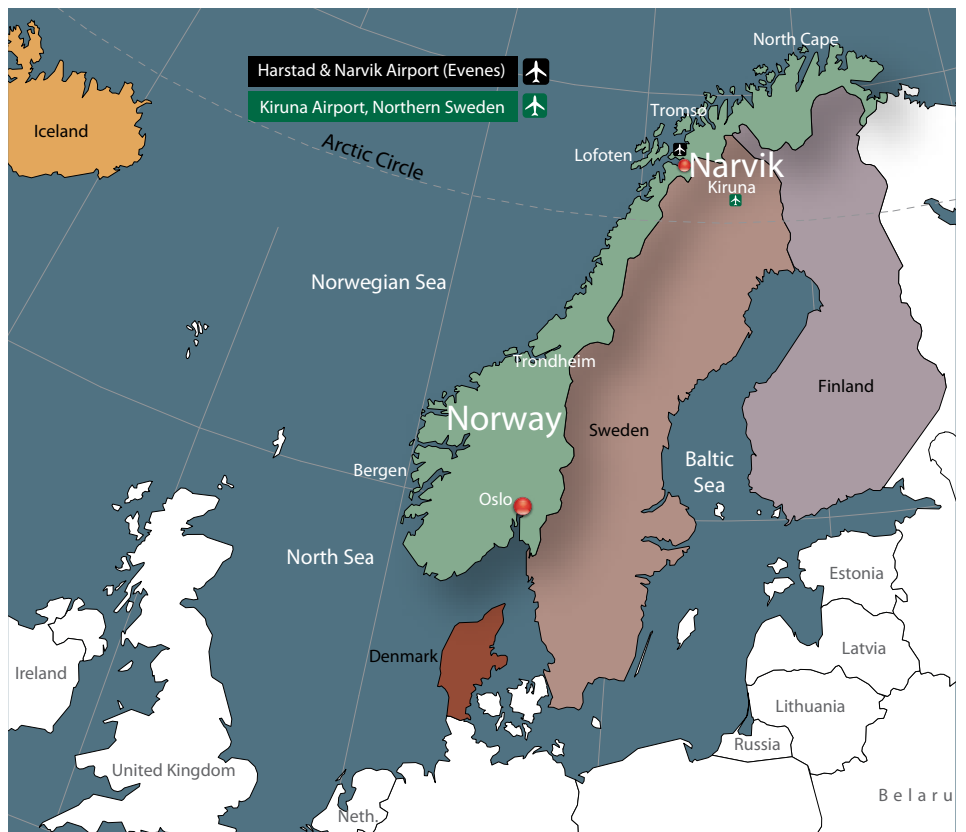 North Cape
Harstad & Narvik Airport (Evenes)
Kiruna Airport, Northern Sweden
Tromsø
Iceland
Arctic Circle
Lofoten
Narvik
Kiruna
Norwegian Sea
Trondheim
Finland
Norway
Sweden
Baltic
Sea
Bergen
Oslo
North Sea
Estonia
Denmark
Latvia
Ireland
Lithuania
Russia
United Kingdom
Belaru
Neth.